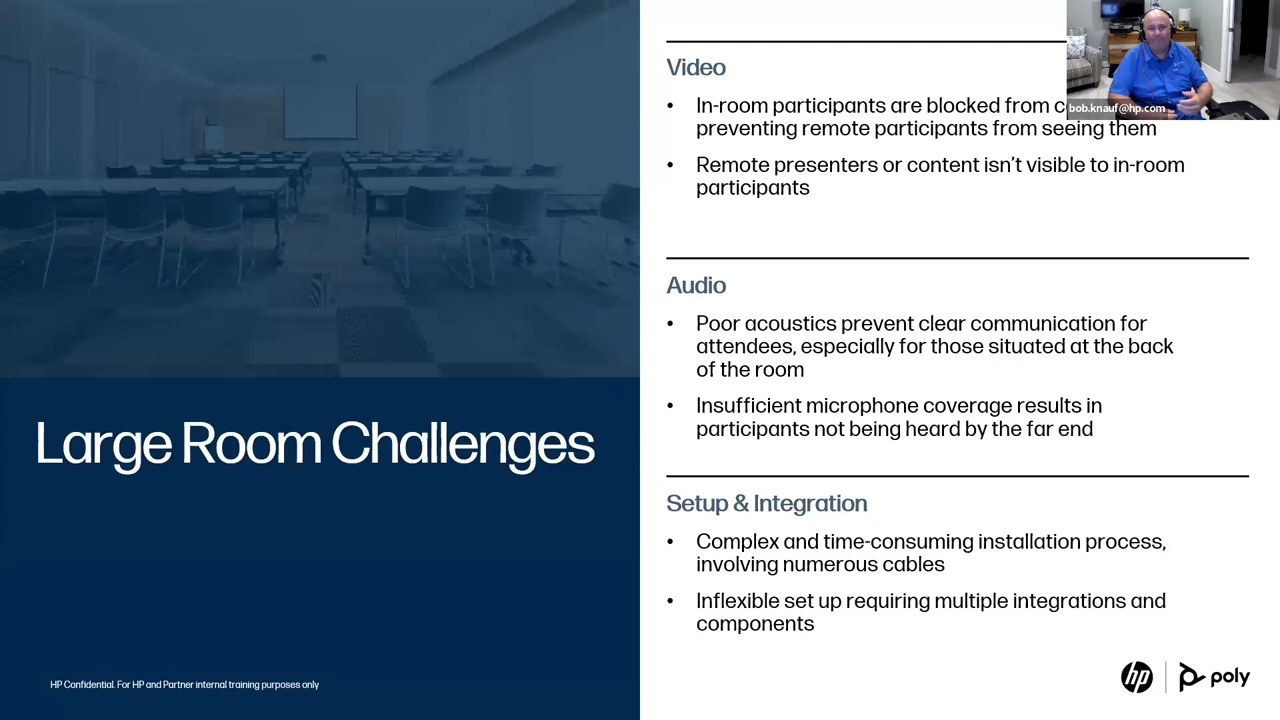 Video
• In-room participants are blocked from
bob.knauf@hp.com
preventing remote participants from seeing them
• Remote presenters or content isn’t visible to in-room
participants
Audio
• Poor acoustics prevent clear communication for
attendees, especially for those situated at the back
of the room
• Insufficient microphone coverage results in
participants not being heard by the far end
Large Room Challenges
Setup & Integration
• Complex and time-consuming installation process,
involving numerous cables
• Inflexible set up requiring multiple integrations and
components
HP Confidential. For HP and Partner internal training purposes only
hp poly